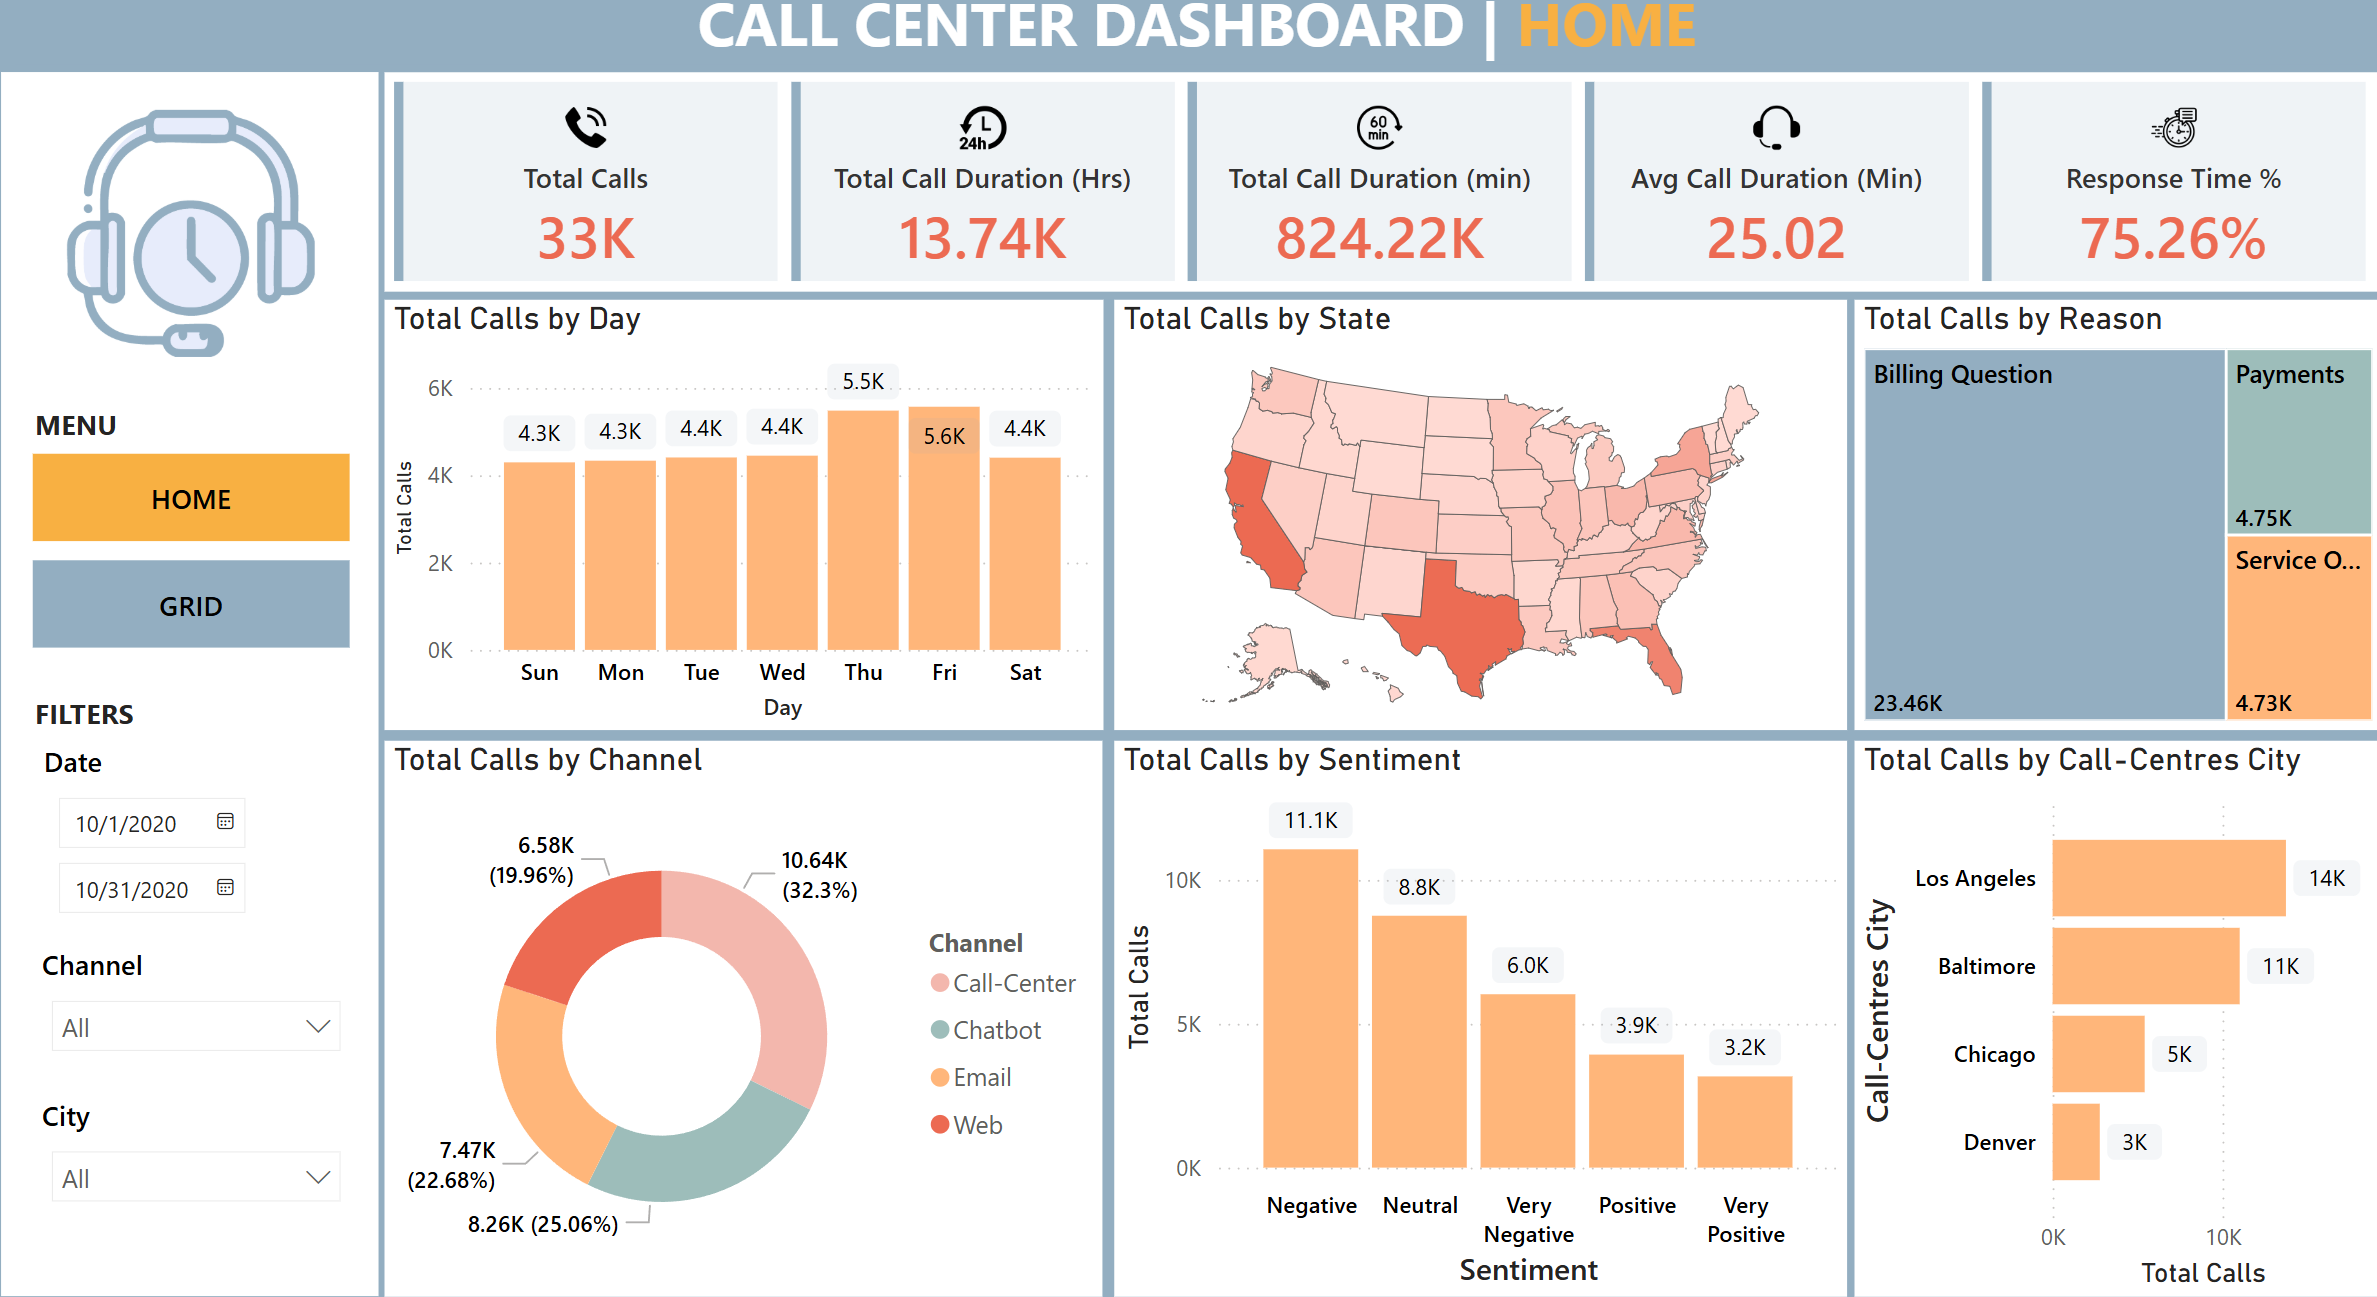 CALL CENTER DASHBOARD | HOME
Total Calls
33K
24h
Total Call Duration (Hrs)
13.74K
60
min
Total Call Duration (min)
824.22K
Avg Call Duration (Min)
25.02
Response Time %
75.26%
MENU
HOME
GRID
FILTERS
Date
10/1/2020
10/31/2020
Channel
All
City
All
Total Calls by Day
Total Calls
6K
4K
2K
0K
4.3K
4.3K
4.4K
4.4K
5.5K
5.6K
4.4K
Sun
Mon
Tue
Wed
Thu
Fri
Sat
Day
Total Calls by State
Total Calls by Reason
Billing Question
23.46K
Payments
4.75K
Service O...
4.73K
Total Calls by Channel
6.58K
(19.96%)
10.64K
(32.3%)
7.47K
(22.68%)
8.26K (25.06%)
Channel
Call-Center
Chatbot
Email
Web
Total Calls by Sentiment
Total Calls
10K
5K
0K
11.1K
8.8K
6.0K
3.9K
3.2K
Negative
Neutral
Very
Negative
Positive
Very
Positive
Sentiment
Total Calls by Call-Centres City
Call-Centres City
Los Angeles
14K
Baltimore
11K
Chicago
5K
Denver
3K
0K
10K
Total Calls